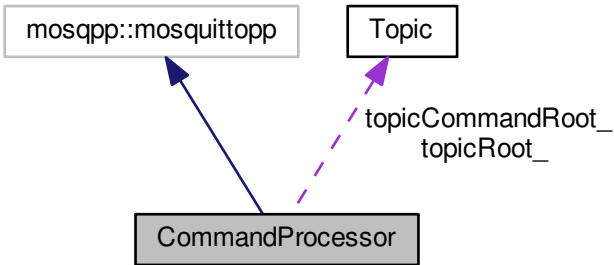 mosqpp::mosquittopp
Topic
topicCommandRoot_
topicRoot_
CommandProcessor